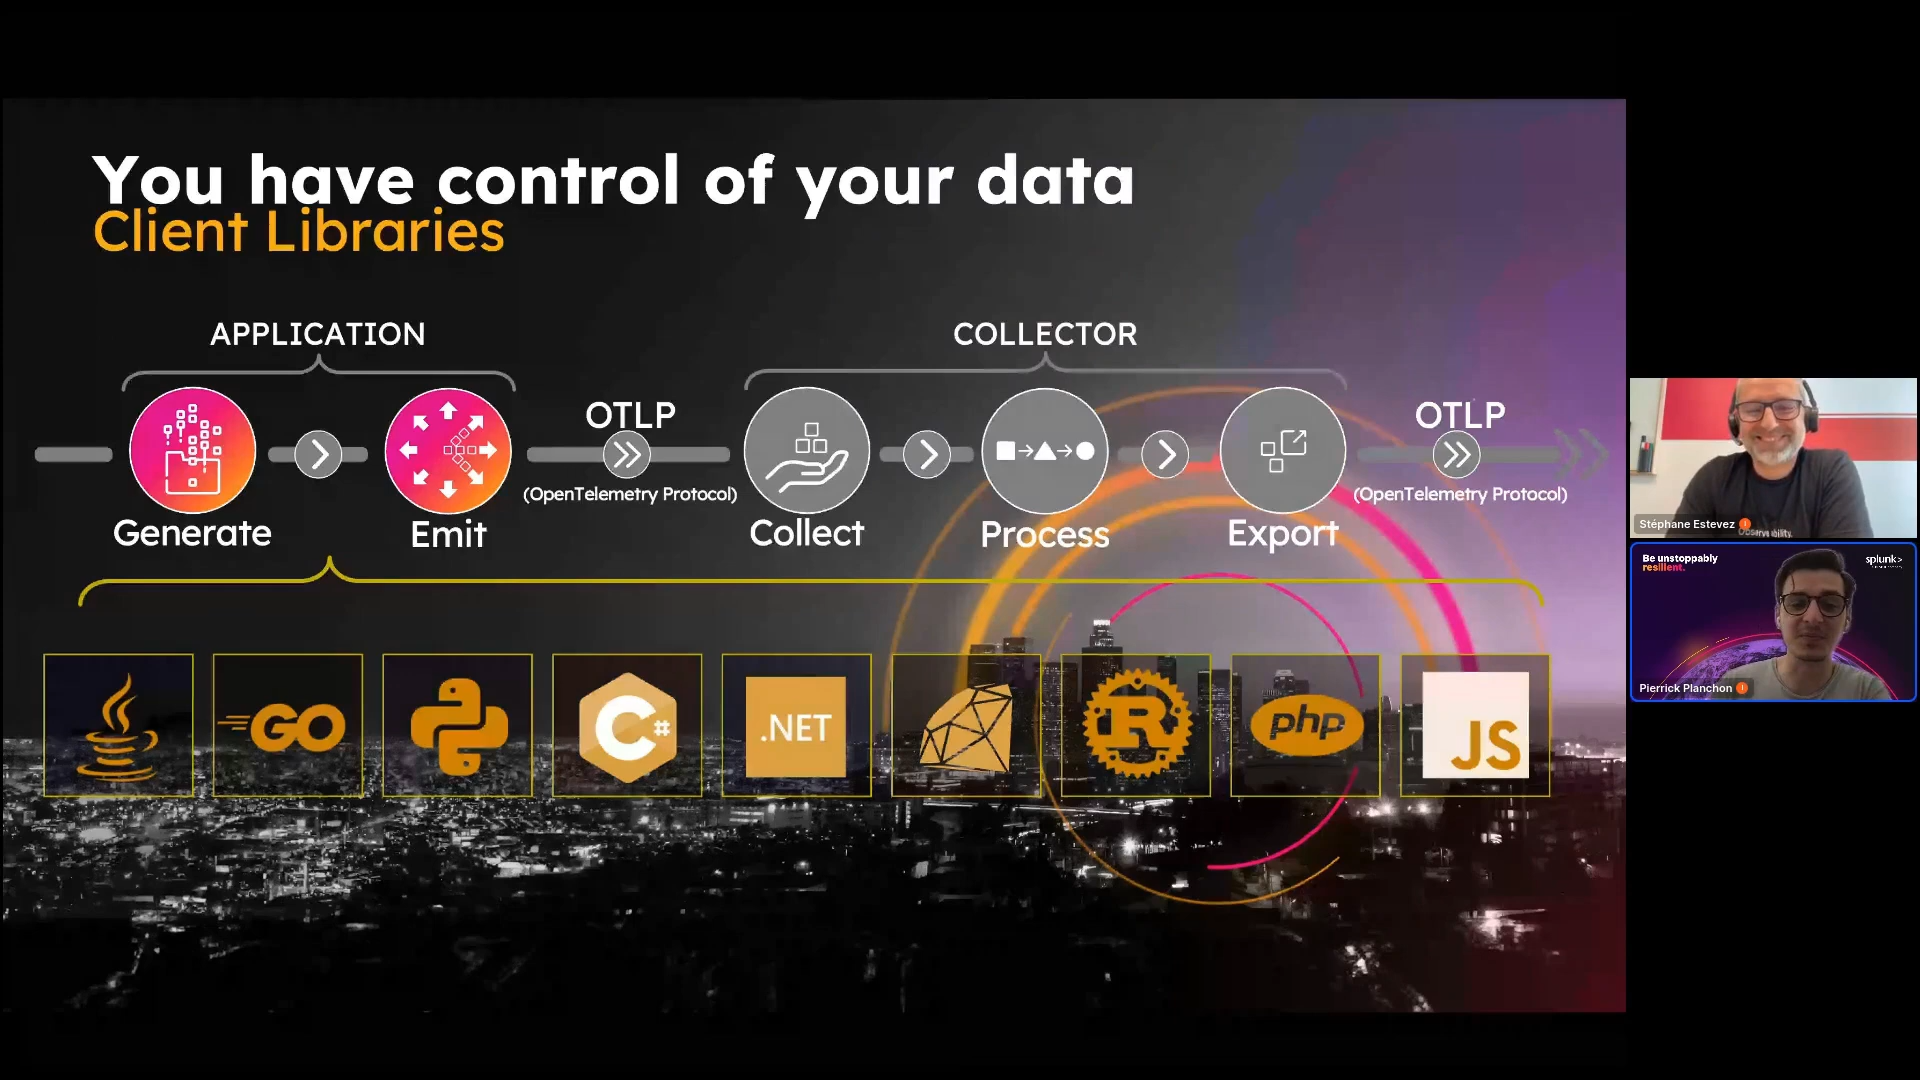 You have control of your data
Client Libraries
APPLICATION
COLLECTOR
OTLP
OTLP
(OpenTelemetry Protocol)
(OpenTelemetry Protocol)
Generate
Emit
Collect
Process
Export
GO
C#
.NET
R
php
JS
Observability.
Stéphane Estevez
Be unstoppably
resilient.
splunk>
Pierrick Planchon